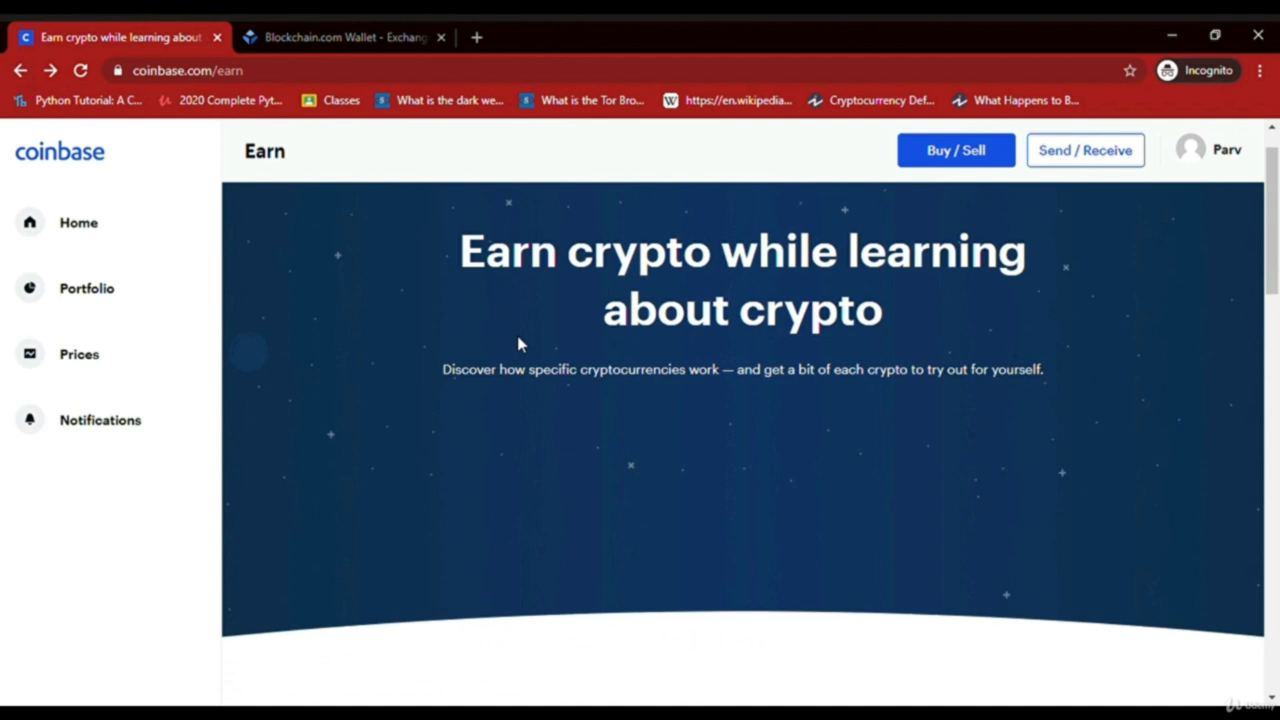 Earn crypto while learning about
Blockchain.com Wallet - Exchang
coinbase.com/earn
Incognito
Python Tutorial: A C...
2020 Complete Pyt...
Classes
What is the dark we...
What is the Tor Bro...
W https://en.wikipedia...
Cryptocurrency Def...
What Happens to B...
coinbase
Earn
Buy / Sell
Send / Receive
Parv
Home
Portfolio
Prices
Notifications
Earn crypto while learning
about crypto
Discover how specific cryptocurrencies work — and get a bit of each crypto to try out for yourself.
Udemy